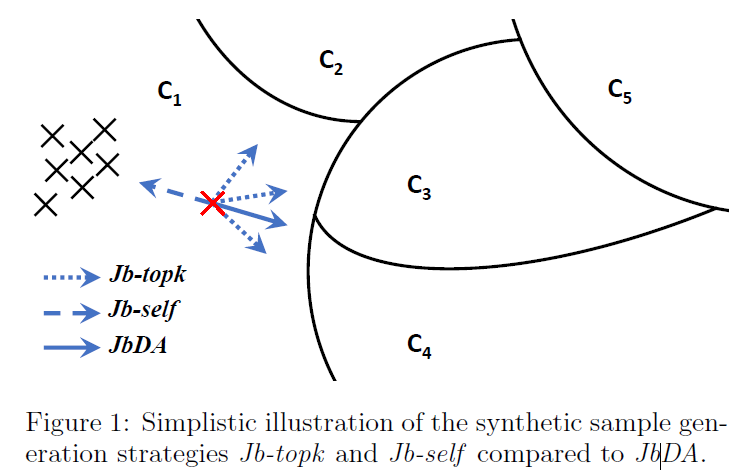 C2
C1
C5
C3
Jb-topk
Jb-self
JbDA
C4
Figure 1: Simplistic illustration of the synthetic sample gen-
eration strategies Jb-topk and Jb-self compared to JbDA.